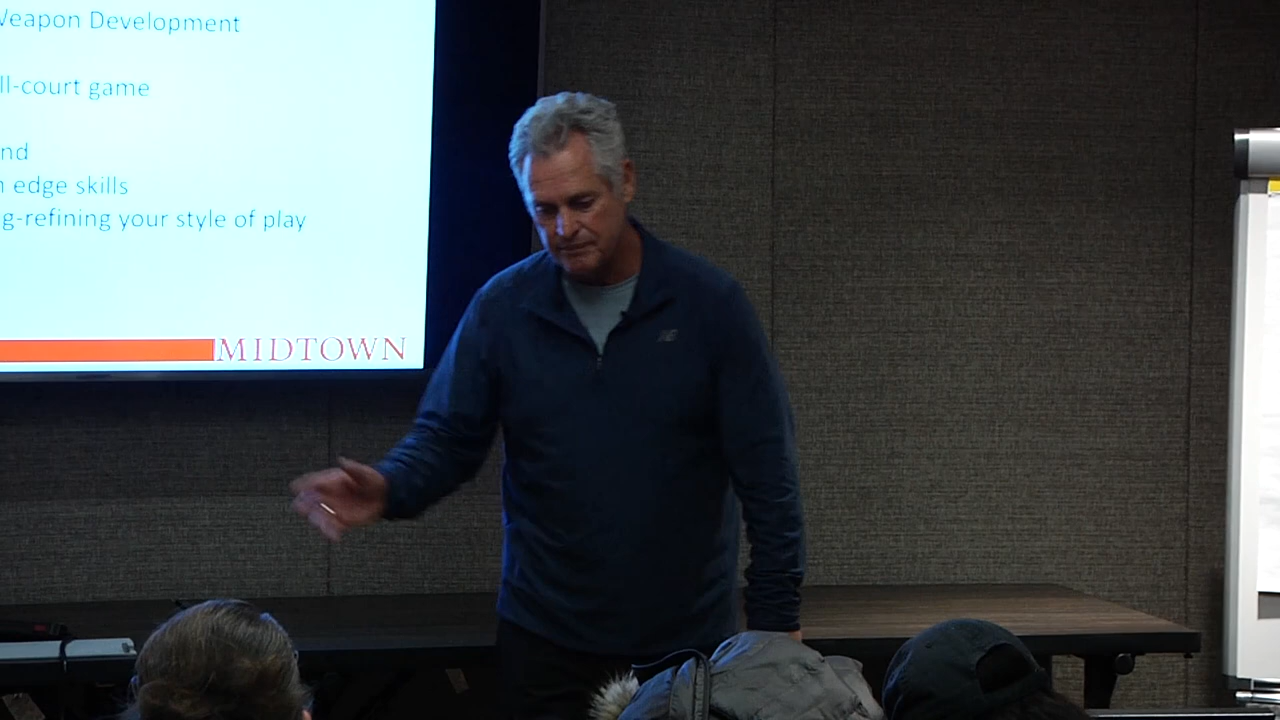 Weapon Development
ll-court game
nd
n edge skills
g-refining your style of play
MIDTOWN